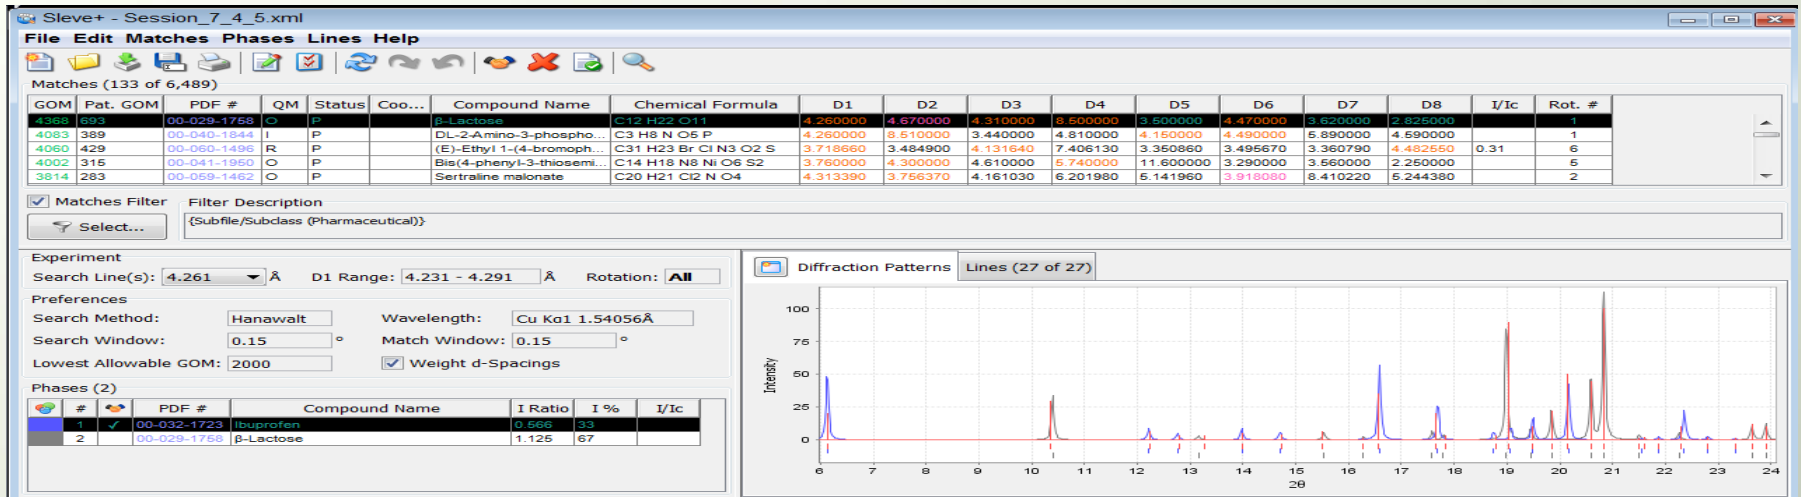 Sleve+ - Session_7_4_5.xml
File Edit Matches Phases Lines Help
Matches (133 of 6,489)
GOM Pat. GOM PDF # QM Status Coo... Compound Name Chemical Formula D1 D2 D3 D4 D5 D6 D7 D8 I/Ic Rot. #
4368 693 00-029-1758 O P β-Lactose C12 H22 O11 4.260000 4.670000 4.310000 8.500000 3.500000 4.470000 3.620000 2.825000 1
4083 389 00-040-1844 I P DL-2-Amino-3-phospho... C3 H8 N O5 P 4.260000 8.510000 3.440000 4.810000 4.150000 4.490000 5.890000 4.590000 1
4060 429 00-060-1496 R P (E)-Ethyl 1-(4-bromoph... C31 H23 Br Cl N3 O2 S 3.718660 3.484900 4.131640 7.406130 3.350860 3.495670 3.360790 4.482550 0.31 6
4002 315 00-041-1950 O P Bis(4-phenyl-3-thiosemi... C14 H18 N8 Ni O6 S2 3.760000 4.300000 4.610000 5.740000 11.600000 3.290000 3.560000 2.250000 5
3814 283 00-059-1462 O P Sertraline malonate C20 H21 Cl2 N O4 4.313390 3.756370 4.161030 6.201980 5.141960 3.918080 8.410220 5.244380 2
Matches Filter Filter Description
Select... {Subfile/Subclass (Pharmaceutical)}
Experiment
Search Line(s): 4.261 Å D1 Range: 4.231 - 4.291 Å Rotation: All
Preferences
Search Method: Hanawalt Wavelength: Cu Kα1 1.54056Å
Search Window: 0.15 ° Match Window: 0.15 °
Lowest Allowable GOM: 2000 Weight d-Spacings
Phases (2)
# PDF # Compound Name I Ratio I % I/Ic
1 00-032-1723 Ibuprofen 0.566 33
2 00-029-1758 β-Lactose 1.125 67
Diffraction Patterns Lines (27 of 27)
100
75
50
25
0
Intensity
6 7 8 9 10 11 12 13 14 15 16 17 18 19 20 21 22 23 24
2θ